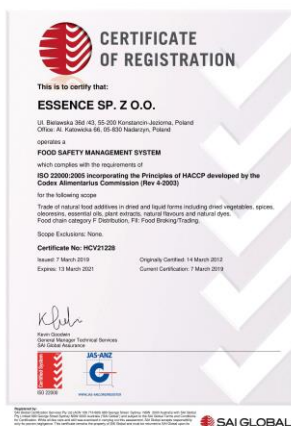 CERTIFICATE
OF REGISTRATION
This is to certify that:
ESSENCE SP. Z O.O.
Ul. Bielawska 36d /43, 55-200 Konstancin-Jeziorna, Poland
Office: Al. Katowicka 66, 05-830 Nadarzyn, Poland
operates a
FOOD SAFETY MANAGEMENT SYSTEM
which complies with the requirements of
ISO 22000:2005 incorporating the Principles of HACCP developed by the
Codex Alimentarius Commission (Rev 4-2003)
for the following scope
Trade of natural food additives in dried and liquid forms including dried vegetables, spices,
oleoresins, essential oils, plant extracts, natural flavours and natural dyes.
Food chain category F Distribution, FII: Food Broking/Trading.
Scope Exclusions: None.
Certificate No: HCV21228
Issued: 7 March 2019 Originally Certified: 14 March 2012
Expires: 13 March 2021 Current Certification: 7 March 2019
Kevin Goodwin
General Manager Technical Services
SAI Global Assurance
JAS-ANZ
Certified System
ISO 22000
SAI GLOBAL